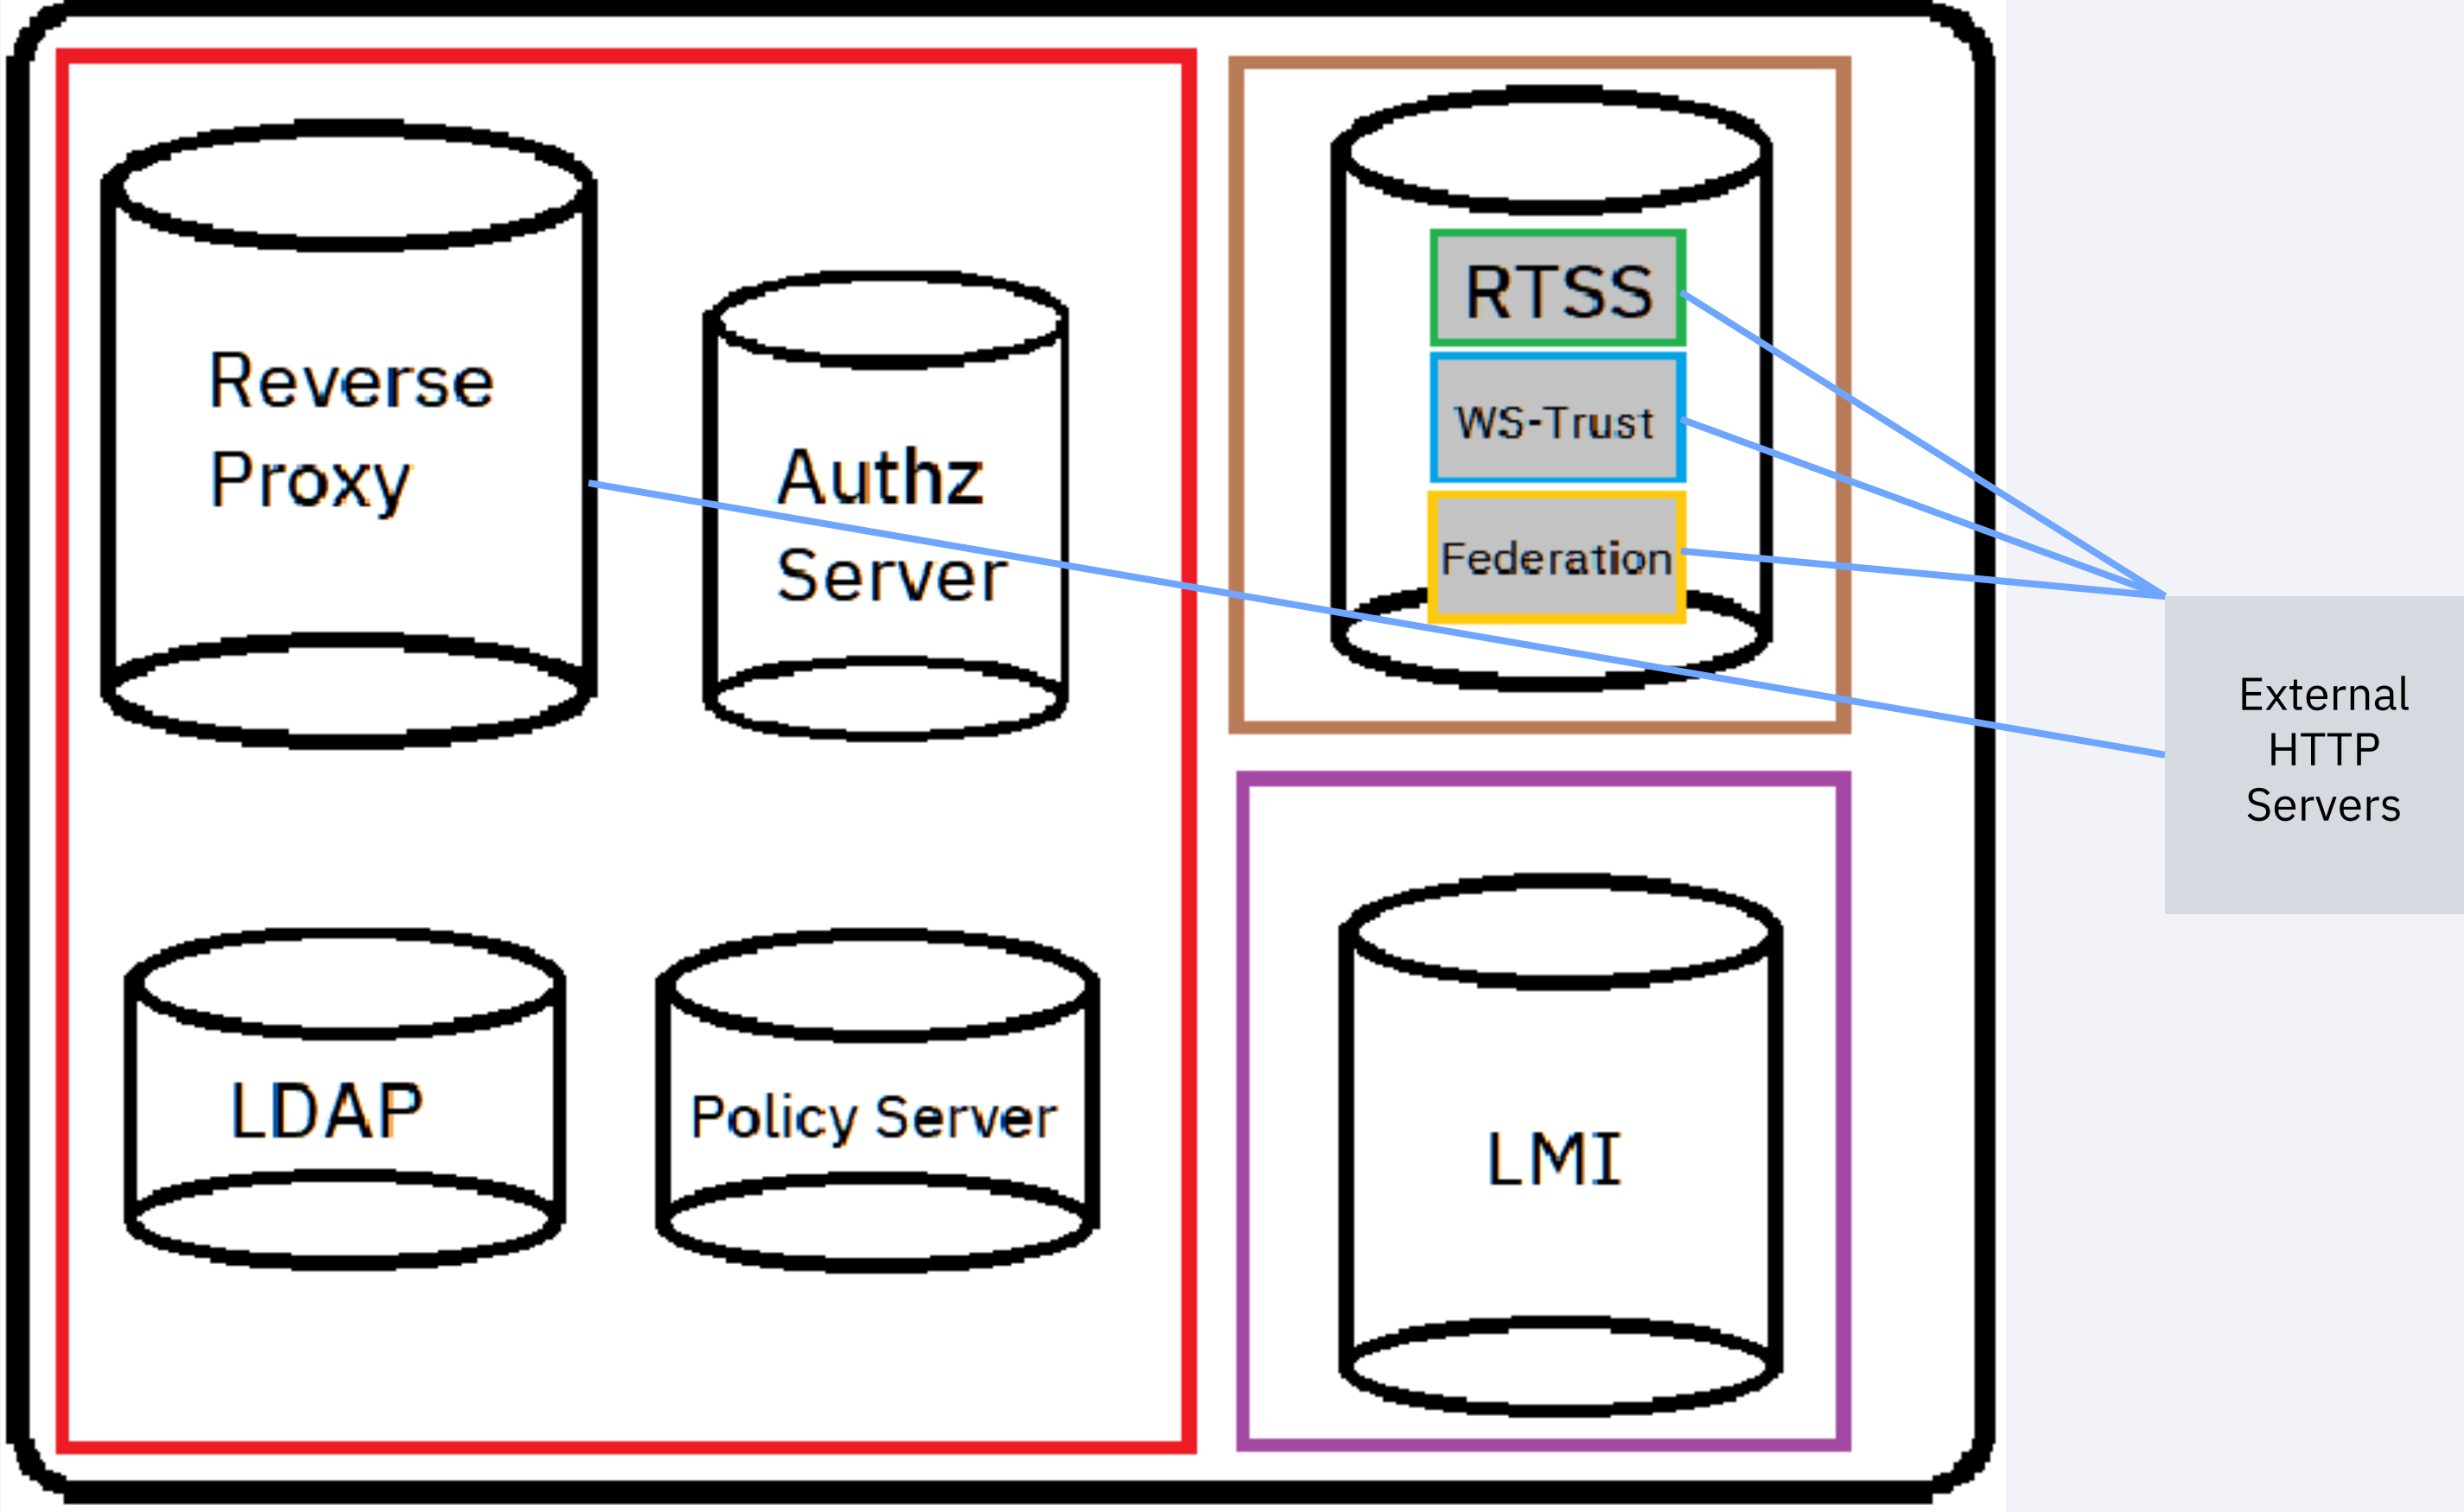 Reverse
Proxy
Authz
Server
RTSS
WS-Trust
Federation
External
HTTP
Servers
LDAP
Policy Server
LMI